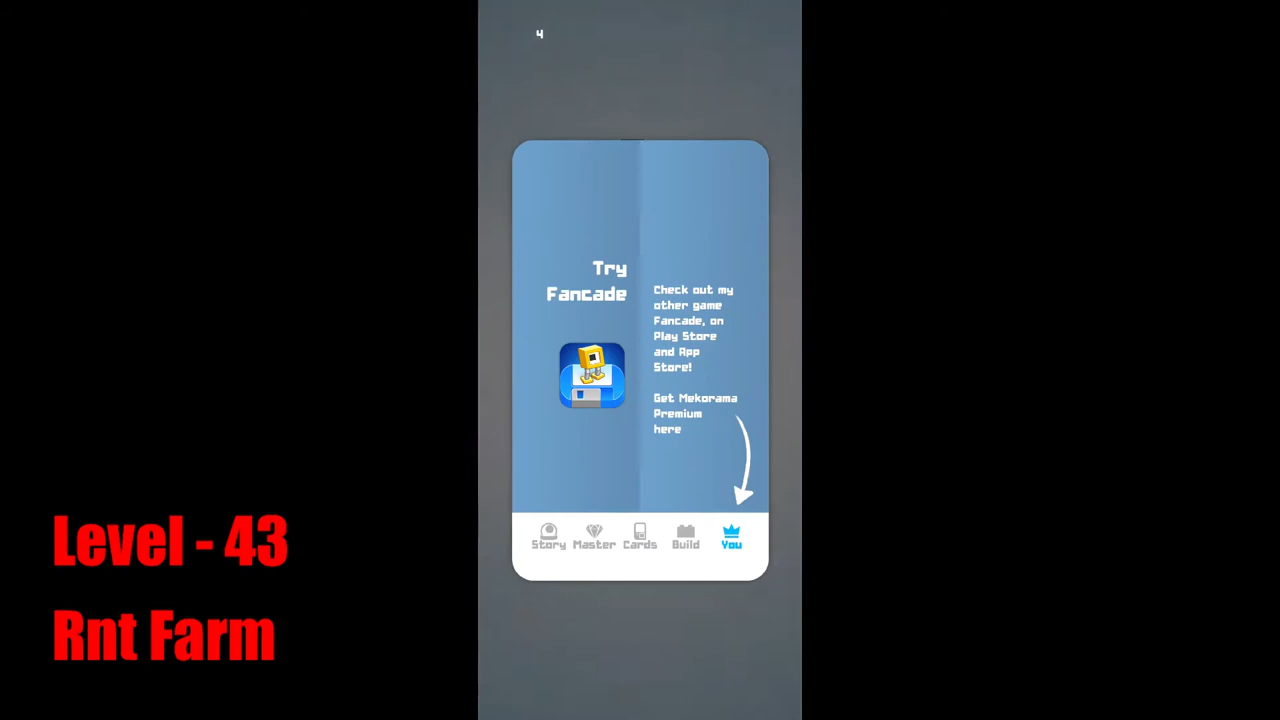 4
Try
Fancade
Check out my
other game
Fancade, on
Play Store
and App
Store!
Get Mekorama
Premium
here
Story Master Cards Build You
Level - 43
Rnt Farm